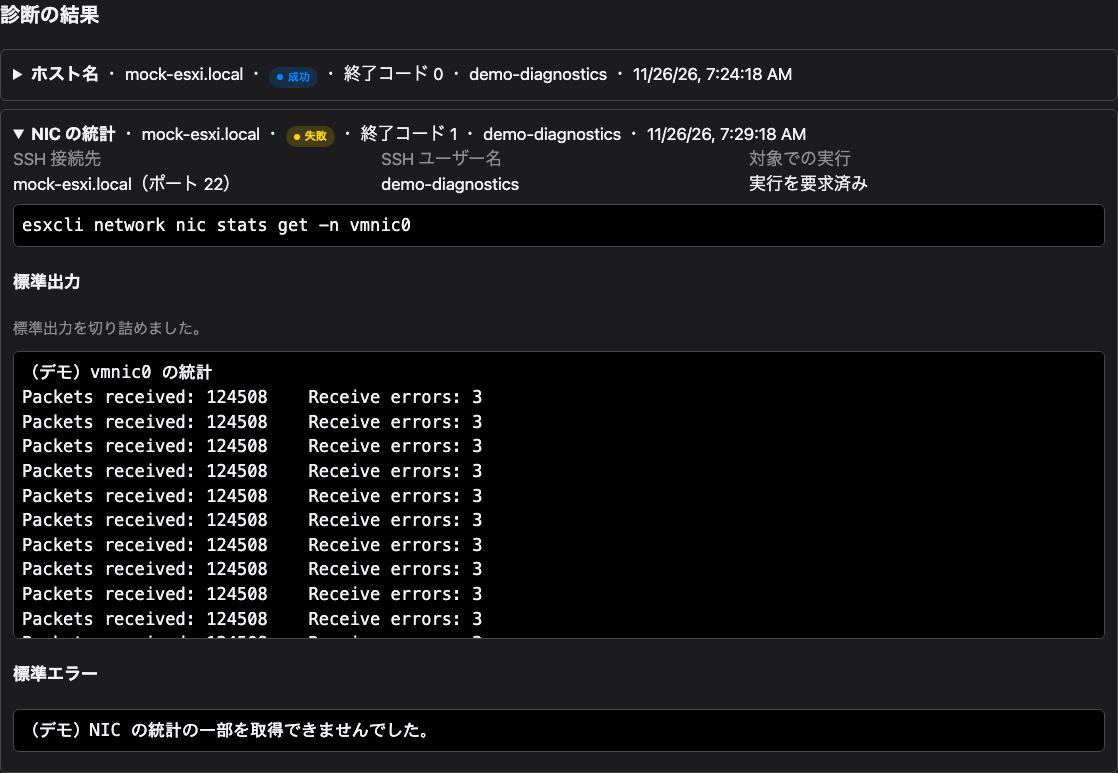 診断の結果
▶ ホスト名 · mock-esxi.local · ● 成功 · 終了コード 0 · demo-diagnostics · 11/26/26, 7:24:18 AM
▼ NIC の統計 · mock-esxi.local · ● 失敗 · 終了コード 1 · demo-diagnostics · 11/26/26, 7:29:18 AM
SSH 接続先 SSH ユーザー名 対象での実行
mock-esxi.local（ポート 22） demo-diagnostics 実行を要求済み
esxcli network nic stats get -n vmnic0
標準出力
標準出力を切り詰めました。
（デモ）vmnic0 の統計
Packets received: 124508    Receive errors: 3
Packets received: 124508    Receive errors: 3
Packets received: 124508    Receive errors: 3
Packets received: 124508    Receive errors: 3
Packets received: 124508    Receive errors: 3
Packets received: 124508    Receive errors: 3
Packets received: 124508    Receive errors: 3
Packets received: 124508    Receive errors: 3
Packets received: 124508    Receive errors: 3
Packets received: 124508    Receive errors: 3
標準エラー
（デモ）NIC の統計の一部を取得できませんでした。